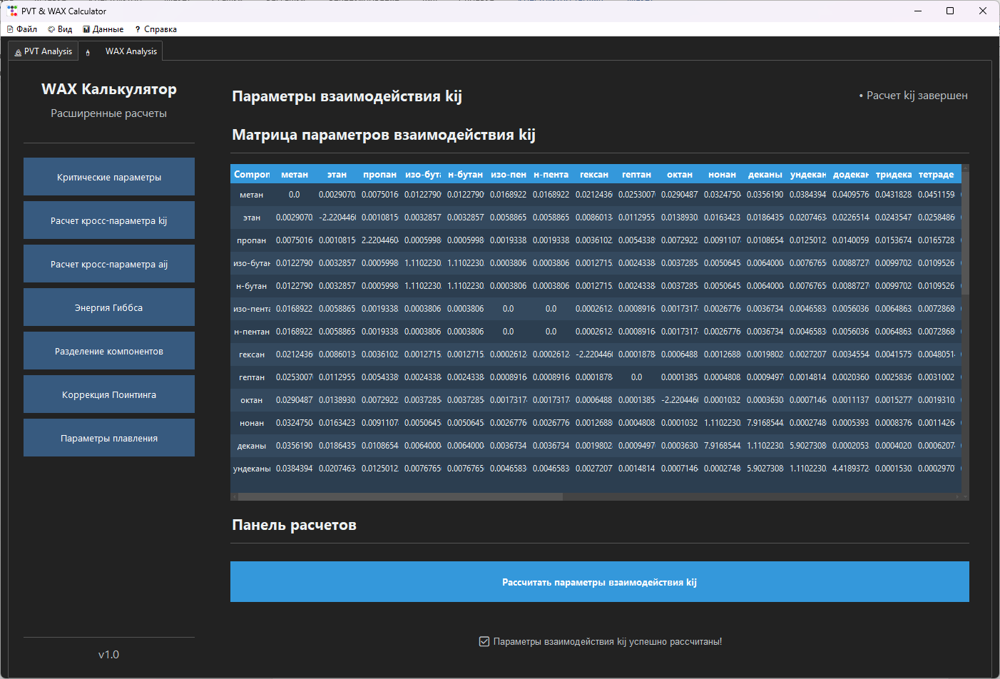 PVT & WAX Calculator
Файл Вид Данные Справка
PVT Analysis WAX Analysis
WAX Калькулятор
Расширенные расчеты
Критические параметры
Расчет кросс-параметра kij
Расчет кросс-параметра aij
Энергия Гиббса
Разделение компонентов
Коррекция Поинтинга
Параметры плавления
v1.0
Параметры взаимодействия kij
• Расчет kij завершен
Матрица параметров взаимодействия kij
Compon метан этан пропан изо-бута н-бутан изо-пен н-пента гексан гептан октан нонан деканы ундекан додекан тридека тетраде
метан 0.0 0.0029070 0.0075016 0.0122790 0.0122790 0.0168922 0.0168922 0.0212436 0.0253007 0.0290487 0.0324750 0.0356190 0.0384394 0.0409576 0.0431828 0.0451159
этан 0.0029070 -2.2204460 0.0010815 0.0032857 0.0032857 0.0058865 0.0058865 0.0086013 0.0112955 0.0138930 0.0163423 0.0186435 0.0207463 0.0226514 0.0243547 0.0258486
пропан 0.0075016 0.0010815 2.2204460 0.0005998 0.0005998 0.0019338 0.0019338 0.0036102 0.0054338 0.0072922 0.0091107 0.0108654 0.0125012 0.0140059 0.0153674 0.0165728
изо-бутан 0.0122790 0.0032857 0.0005998 1.1102230 1.1102230 0.0003806 0.0003806 0.0012715 0.0024338 0.0037285 0.0050645 0.0064000 0.0076765 0.0088727 0.0099702 0.0109526
н-бутан 0.0122790 0.0032857 0.0005998 1.1102230 1.1102230 0.0003806 0.0003806 0.0012715 0.0024338 0.0037285 0.0050645 0.0064000 0.0076765 0.0088727 0.0099702 0.0109526
изо-пента 0.0168922 0.0058865 0.0019338 0.0003806 0.0003806 0.0 0.0 0.0002612 0.0008916 0.0017317 0.0026776 0.0036734 0.0046583 0.0056036 0.0064863 0.0072868
н-пентан 0.0168922 0.0058865 0.0019338 0.0003806 0.0003806 0.0 0.0 0.0002612 0.0008916 0.0017317 0.0026776 0.0036734 0.0046583 0.0056036 0.0064863 0.0072868
гексан 0.0212436 0.0086013 0.0036102 0.0012715 0.0012715 0.0002612 0.0002612 -2.2204460 0.0001878 0.0006488 0.0012688 0.0019802 0.0027207 0.0034554 0.0041575 0.0048051
гептан 0.0253007 0.0112955 0.0054338 0.0024338 0.0024338 0.0008916 0.0008916 0.0001878 0.0 0.0001385 0.0004808 0.0009497 0.0014814 0.0020360 0.0025836 0.0031002
октан 0.0290487 0.0138930 0.0072922 0.0037285 0.0037285 0.0017317 0.0017317 0.0006488 0.0001385 -2.2204460 0.0001032 0.0003630 0.0007146 0.0011137 0.0015277 0.0019310
нонан 0.0324750 0.0163423 0.0091107 0.0050645 0.0050645 0.0026776 0.0026776 0.0012688 0.0004808 0.0001032 1.1102230 7.9168544 0.0002748 0.0005393 0.0008376 0.0011426
деканы 0.0356190 0.0186435 0.0108654 0.0064000 0.0064000 0.0036734 0.0036734 0.0019802 0.0009497 0.0003630 7.9168544 1.1102230 5.9027308 0.0002053 0.0004020 0.0006207
ундеканы 0.0384394 0.0207463 0.0125012 0.0076765 0.0076765 0.0046583 0.0046583 0.0027207 0.0014814 0.0007146 0.0002748 5.9027308 1.1102230 4.4189372 0.0001530 0.0002970
Панель расчетов
Рассчитать параметры взаимодействия kij
Параметры взаимодействия kij успешно рассчитаны!